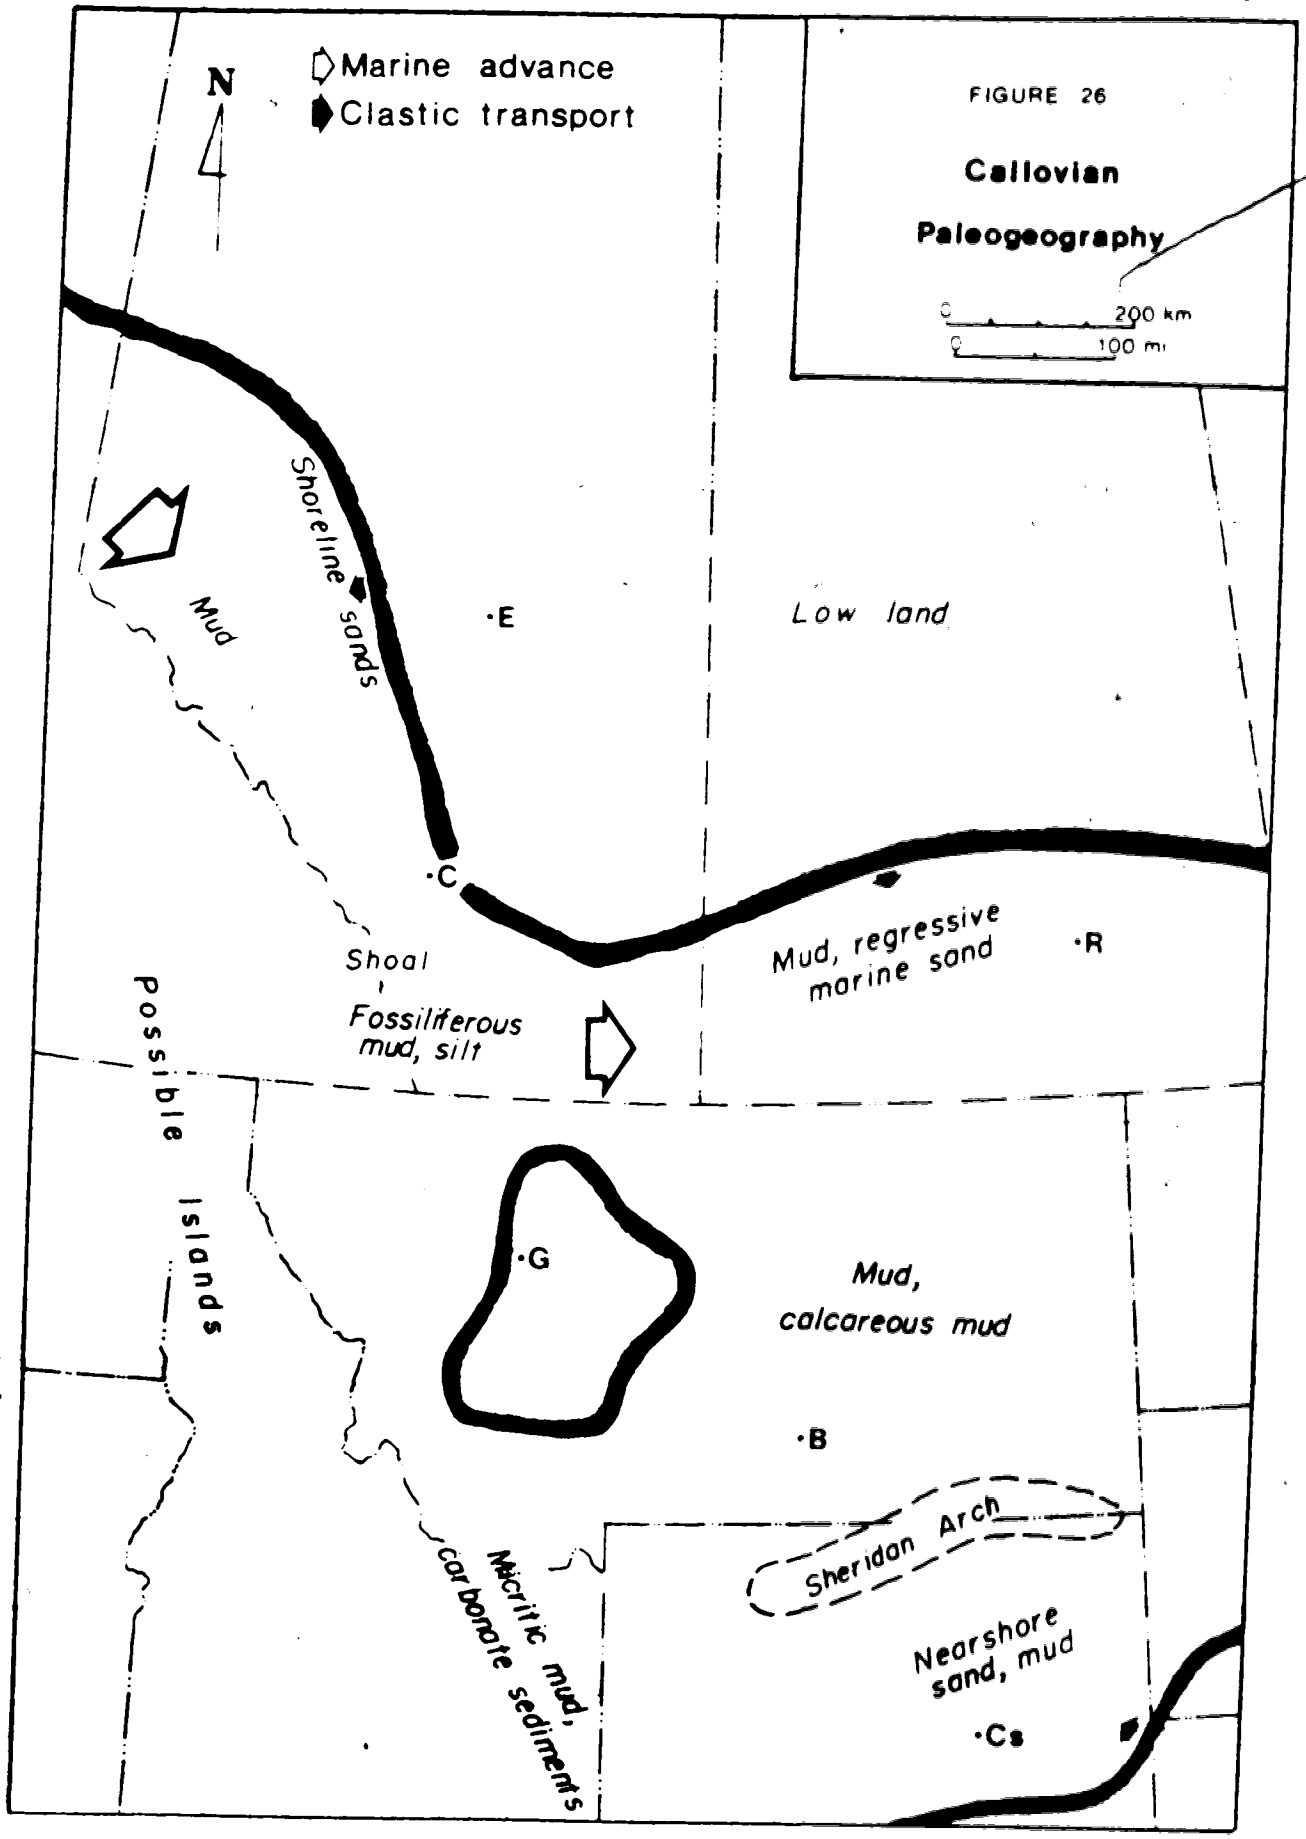 N
Marine advance
Clastic transport
FIGURE 26
Callovian
Paleogeography
0 200 km
0 100 mi
Shoreline sands
Mud
·E
Low land
·C
Shoal
Fossiliferous
mud, silt
Mud, regressive
marine sand
·R
Possible Islands
·G
Mud,
calcareous mud
·B
Sheridan Arch
Micritic mud,
carbonate sediments
Nearshore
sand, mud
·Cs